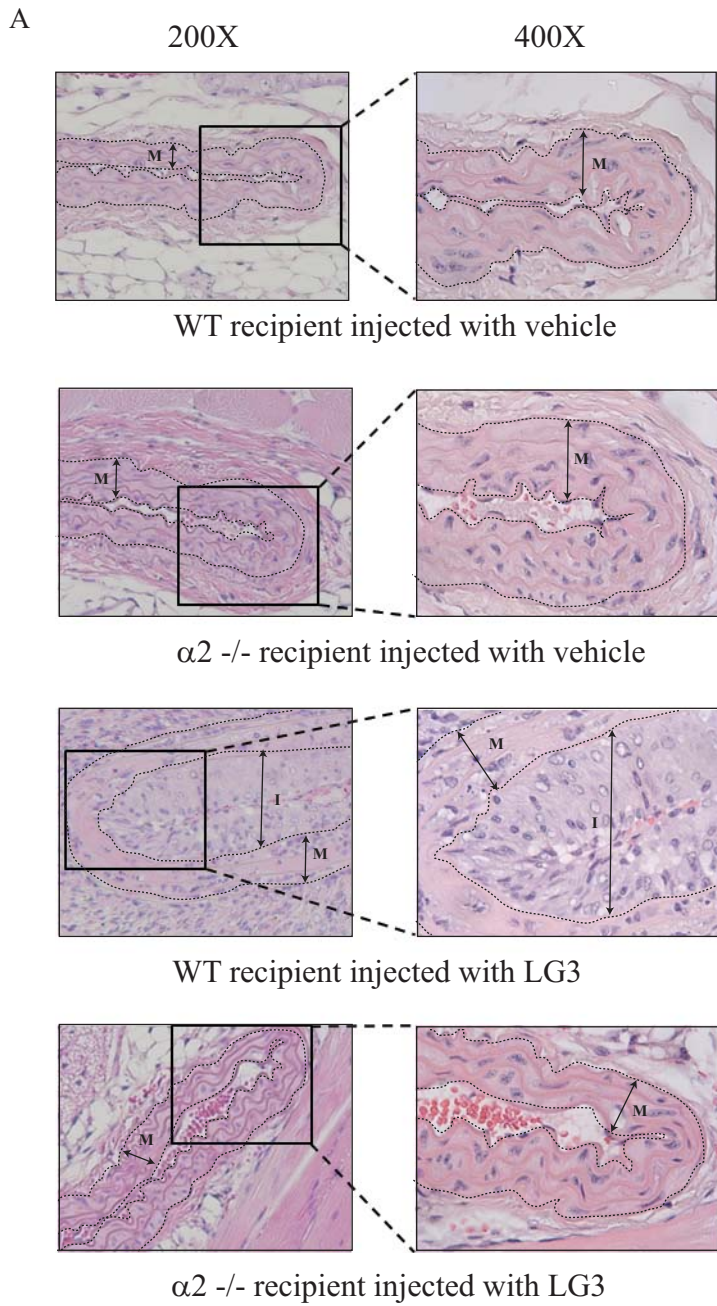 A
200X 400X
M M
WT recipient injected with vehicle
M M
α2 -/- recipient injected with vehicle
I M M I
WT recipient injected with LG3
M M
α2 -/- recipient injected with LG3